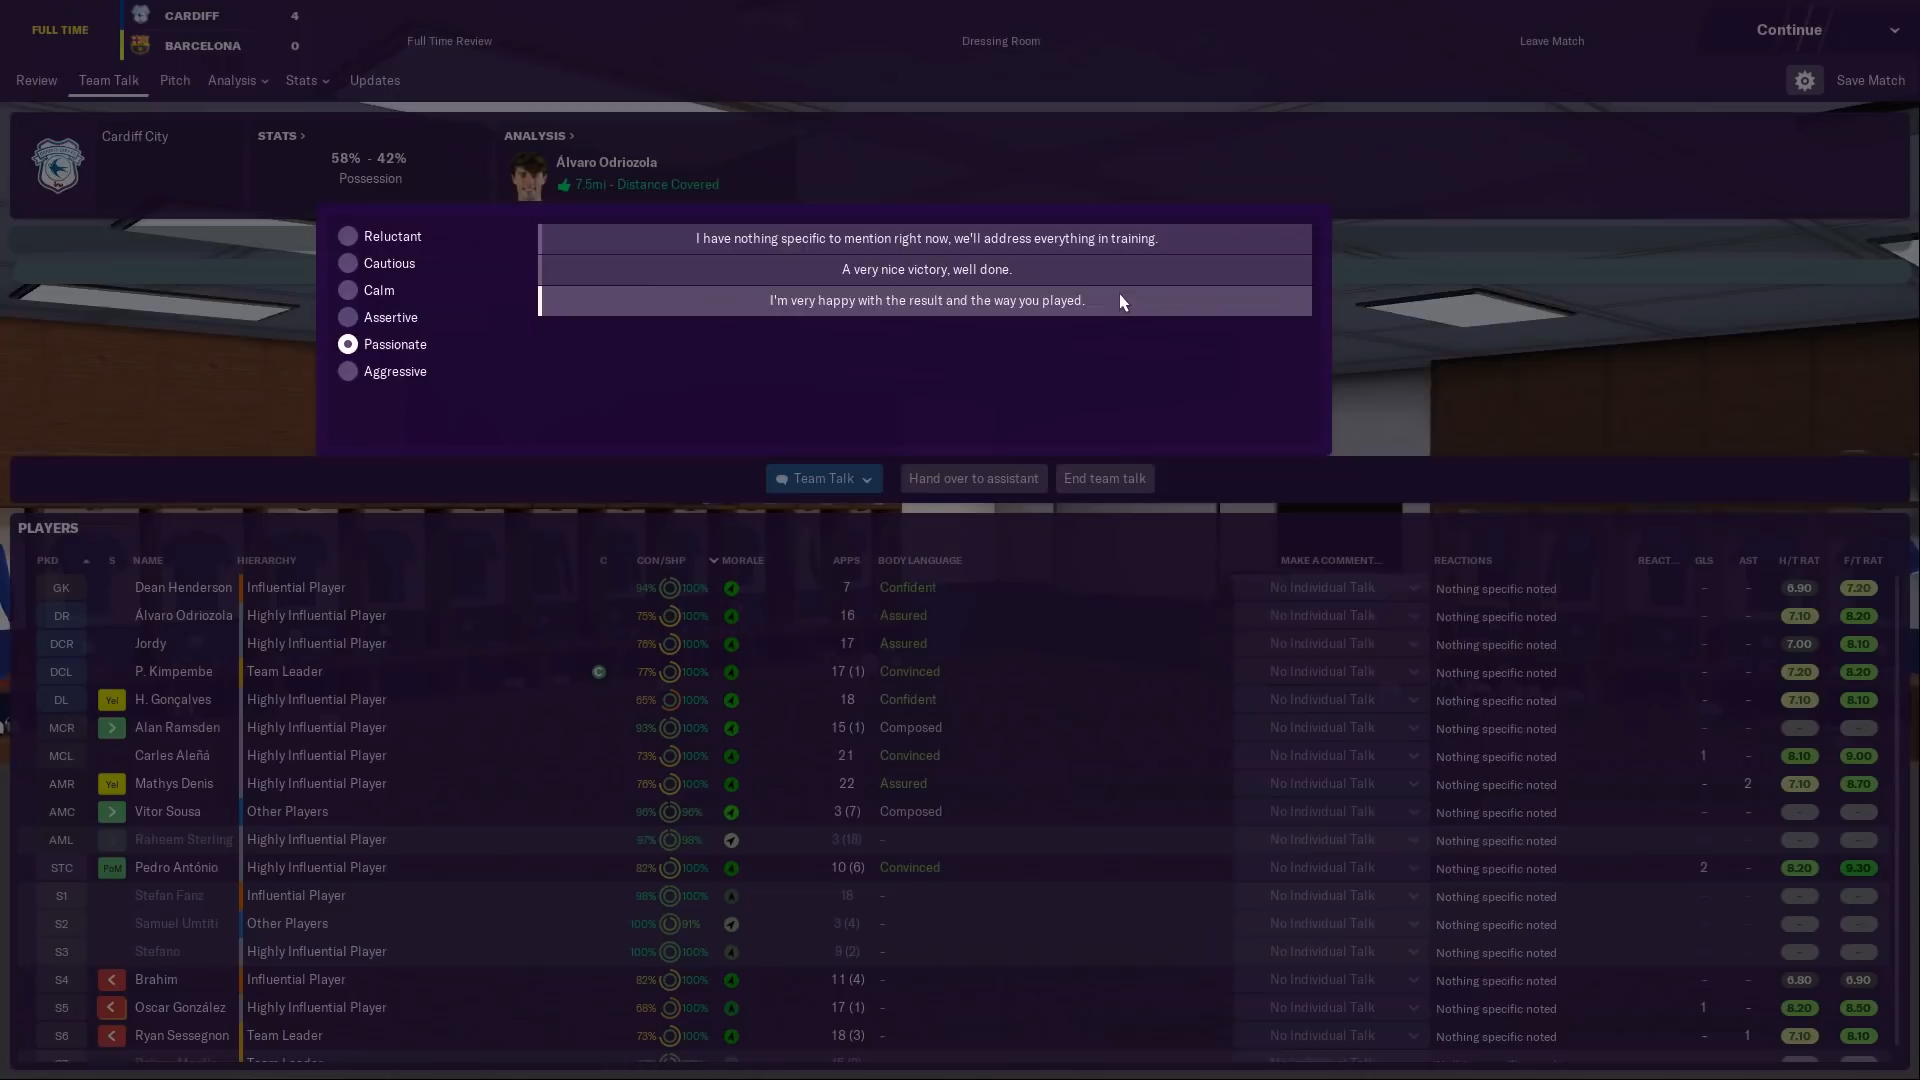 FULL TIME
CARDIFF 4
BARCELONA 0
Full Time Review
Dressing Room
Leave Match
Continue
Review Team Talk Pitch Analysis Stats Updates
Save Match
Cardiff City
STATS >
58% - 42%
Possession
ANALYSIS >
Álvaro Odriozola
7.5mi - Distance Covered
Reluctant
Cautious
Calm
Assertive
Passionate
Aggressive
I have nothing specific to mention right now, we'll address everything in training.
A very nice victory, well done.
I'm very happy with the result and the way you played.
Team Talk Hand over to assistant End team talk
PLAYERS
PKD S NAME HIERARCHY C CON/SHP MORALE APPS BODY LANGUAGE MAKE A COMMENT... REACTIONS REACT... GLS AST H/T RAT F/T RAT
GK Dean Henderson Influential Player 94% 100% 7 Confident No Individual Talk Nothing specific noted - - 6.90 7.20
DR Álvaro Odriozola Highly Influential Player 75% 100% 16 Assured No Individual Talk Nothing specific noted - - 7.10 8.20
DCR Jordy Highly Influential Player 76% 100% 17 Assured No Individual Talk Nothing specific noted - - 7.00 8.10
DCL P. Kimpembe Team Leader C 77% 100% 17 (1) Convinced No Individual Talk Nothing specific noted - - 7.20 8.20
DL Yel H. Gonçalves Highly Influential Player 65% 100% 18 Confident No Individual Talk Nothing specific noted - - 7.10 8.10
MCR > Alan Ramsden Highly Influential Player 93% 100% 15 (1) Composed No Individual Talk Nothing specific noted - - -- --
MCL Carles Aleñá Highly Influential Player 73% 100% 21 Convinced No Individual Talk Nothing specific noted 1 - 8.10 9.00
AMR Yel Mathys Denis Highly Influential Player 76% 100% 22 Assured No Individual Talk Nothing specific noted - 2 7.10 8.70
AMC > Vitor Sousa Other Players 96% 96% 3 (7) Composed No Individual Talk Nothing specific noted - - -- --
AML Raheem Sterling Highly Influential Player 97% 98% 3 (18) - No Individual Talk Nothing specific noted -- --
STC PoM Pedro António Highly Influential Player 82% 100% 10 (6) Convinced No Individual Talk Nothing specific noted 2 - 8.20 9.30
S1 Stefan Fanz Influential Player 98% 100% 18 - No Individual Talk Nothing specific noted -- --
S2 Samuel Umtiti Other Players 100% 91% 3 (4) - No Individual Talk Nothing specific noted -- --
S3 Stefano Highly Influential Player 100% 100% 9 (2) - No Individual Talk Nothing specific noted -- --
S4 < Brahim Influential Player 82% 100% 11 (4) - No Individual Talk Nothing specific noted - - 6.80 6.90
S5 < Oscar González Highly Influential Player 68% 100% 17 (1) - No Individual Talk Nothing specific noted 1 - 8.20 8.50
S6 < Ryan Sessegnon Team Leader 73% 100% 18 (3) - No Individual Talk Nothing specific noted - 1 7.10 8.10